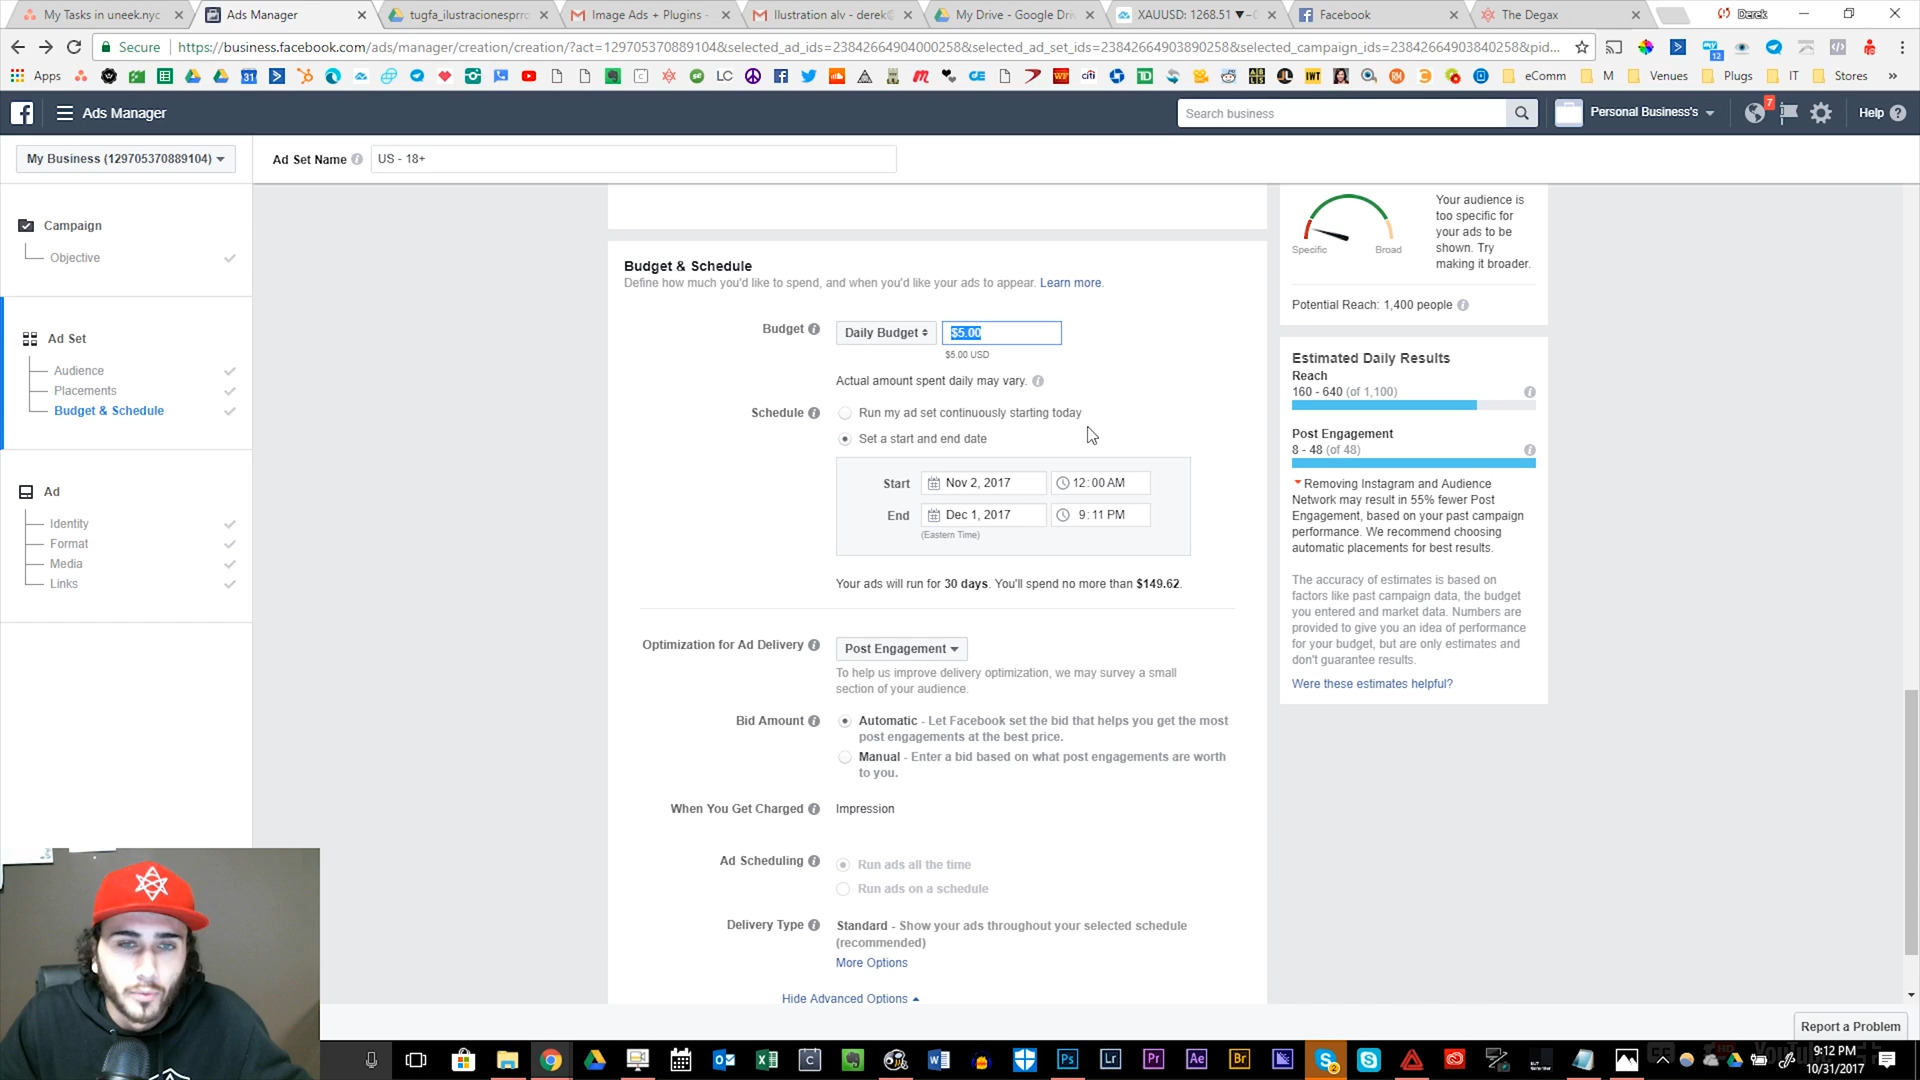 My Tasks in uneek.nyc
Ads Manager
tugfa_ilustracionesprro
Image Ads + Plugins -
Ilustration alv - derek@
My Drive - Google Dri
XAUUSD: 1268.51 ▼−
Facebook
The Degax
Derek
Secure
https://business.facebook.com/ads/manager/creation/creation/?act=129705370889104&selected_ad_ids=23842664904000258&selected_ad_set_ids=23842664903890258&selected_campaign_ids=23842664903840258&pid...
Apps
LC
eComm
M
Venues
Plugs
IT
Stores
»
Ads Manager
Search business
Personal Business's
7
Help
My Business (129705370889104)
Ad Set Name
US - 18+
Campaign
Objective
Ad Set
Audience
Placements
Budget & Schedule
Ad
Identity
Format
Media
Links
Budget & Schedule
Define how much you'd like to spend, and when you'd like your ads to appear. Learn more.
Budget
Daily Budget
$5.00
$5.00 USD
Actual amount spent daily may vary.
Schedule
Run my ad set continuously starting today
Set a start and end date
Start
Nov 2, 2017
12:00 AM
End
Dec 1, 2017
9:11 PM
(Eastern Time)
Your ads will run for 30 days. You'll spend no more than $149.62.
Optimization for Ad Delivery
Post Engagement
To help us improve delivery optimization, we may survey a small
section of your audience.
Bid Amount
Automatic - Let Facebook set the bid that helps you get the most
post engagements at the best price.
Manual - Enter a bid based on what post engagements are worth
to you.
When You Get Charged
Impression
Ad Scheduling
Run ads all the time
Run ads on a schedule
Delivery Type
Standard - Show your ads throughout your selected schedule
(recommended)
More Options
Hide Advanced Options
Your audience is
too specific for
your ads to be
shown. Try
making it broader.
Specific
Broad
Potential Reach: 1,400 people
Estimated Daily Results
Reach
160 - 640 (of 1,100)
Post Engagement
8 - 48 (of 48)
Removing Instagram and Audience
Network may result in 55% fewer Post
Engagement, based on your past campaign
performance. We recommend choosing
automatic placements for best results.
The accuracy of estimates is based on
factors like past campaign data, the budget
you entered and market data. Numbers are
provided to give you an idea of performance
for your budget, but are only estimates and
don't guarantee results.
Were these estimates helpful?
Report a Problem
9:12 PM
10/31/2017